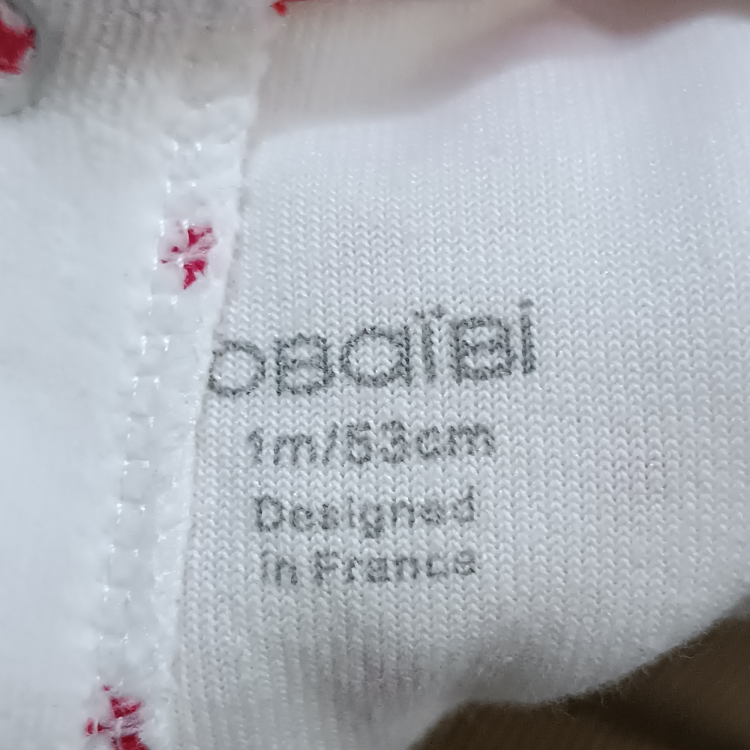 obaïbi
1m/53cm
Designed
in France